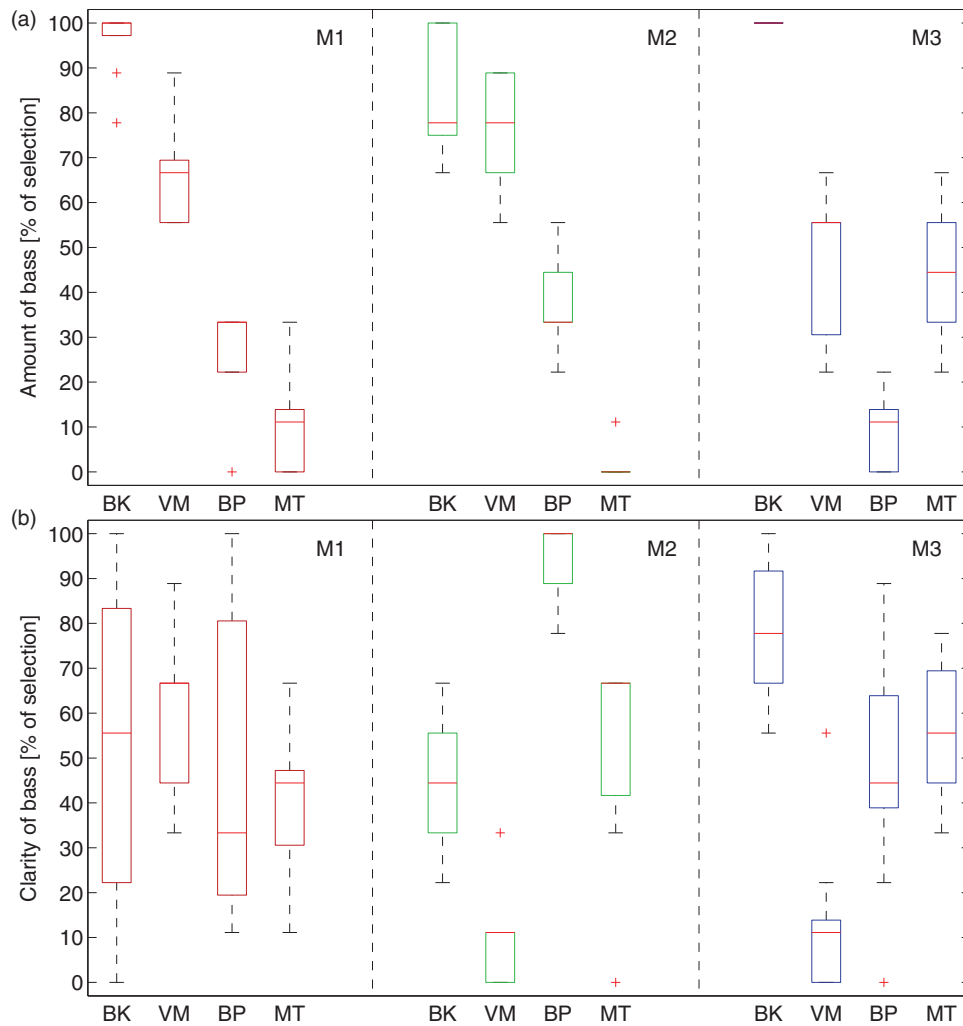 (a)
Amount of bass [% of selection]
100
90
80
70
60
50
40
30
20
10
0
M1
M2
M3
BK VM BP MT BK VM BP MT BK VM BP MT
(b)
Clarity of bass [% of selection]
100
90
80
70
60
50
40
30
20
10
0
M1
M2
M3
BK VM BP MT BK VM BP MT BK VM BP MT